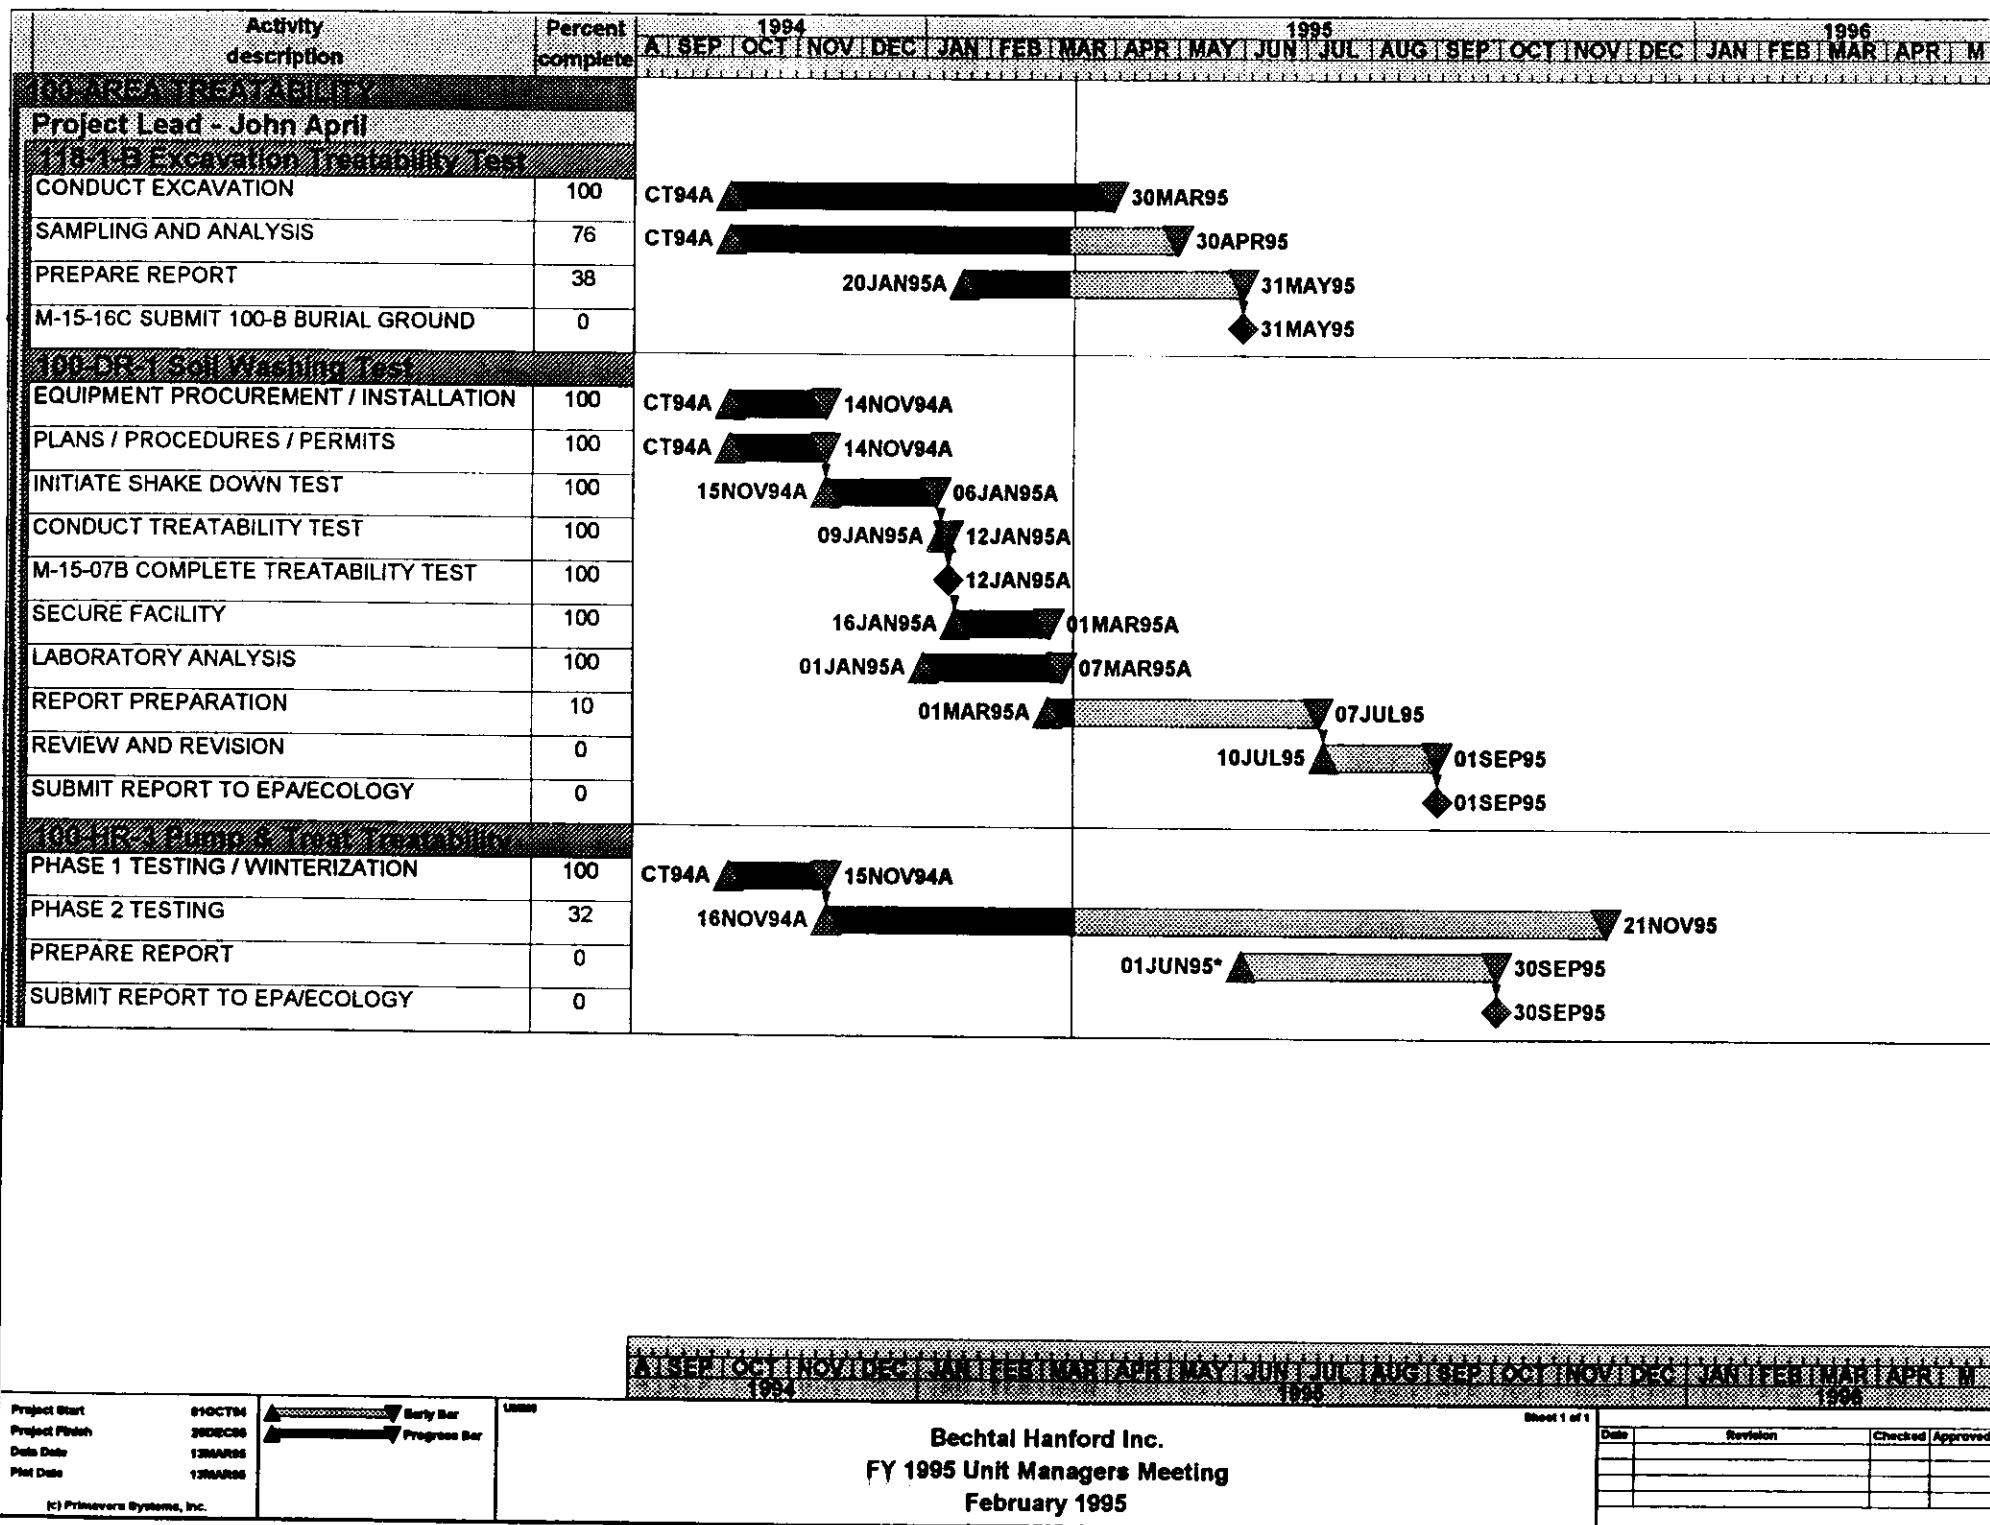 Activity description Percent complete
1994 1995 1996
A SEP OCT NOV DEC JAN FEB MAR APR MAY JUN JUL AUG SEP OCT NOV DEC JAN FEB MAR APR M
100-AREA TREATABILITY
Project Lead - John April
118-1-B Excavation Treatability Test
CONDUCT EXCAVATION 100 CT94A 30MAR95
SAMPLING AND ANALYSIS 76 CT94A 30APR95
PREPARE REPORT 38 20JAN95A 31MAY95
M-15-16C SUBMIT 100-B BURIAL GROUND 0 31MAY95
100-DR-1 Soil Washing Test
EQUIPMENT PROCUREMENT / INSTALLATION 100 CT94A 14NOV94A
PLANS / PROCEDURES / PERMITS 100 CT94A 14NOV94A
INITIATE SHAKE DOWN TEST 100 15NOV94A 06JAN95A
CONDUCT TREATABILITY TEST 100 09JAN95A 12JAN95A
M-15-07B COMPLETE TREATABILITY TEST 100 12JAN95A
SECURE FACILITY 100 16JAN95A 01MAR95A
LABORATORY ANALYSIS 100 01JAN95A 07MAR95A
REPORT PREPARATION 10 01MAR95A 07JUL95
REVIEW AND REVISION 0 10JUL95 01SEP95
SUBMIT REPORT TO EPA/ECOLOGY 0 01SEP95
100-HR-3 Pump & Treat Treatability
PHASE 1 TESTING / WINTERIZATION 100 CT94A 15NOV94A
PHASE 2 TESTING 32 16NOV94A 21NOV95
PREPARE REPORT 0 01JUN95* 30SEP95
SUBMIT REPORT TO EPA/ECOLOGY 0 30SEP95
A SEP OCT NOV DEC JAN FEB MAR APR MAY JUN JUL AUG SEP OCT NOV DEC JAN FEB MAR APR M
1994 1995 1996
Project Start 01OCT94
Project Finish
Data Date 13MAR95
Plot Date 13MAR95
(c) Primavera Systems, Inc.
Early Bar
Progress Bar
Sheet 1 of 1
Bechtal Hanford Inc.
FY 1995 Unit Managers Meeting
February 1995
Date Revision Checked Approved